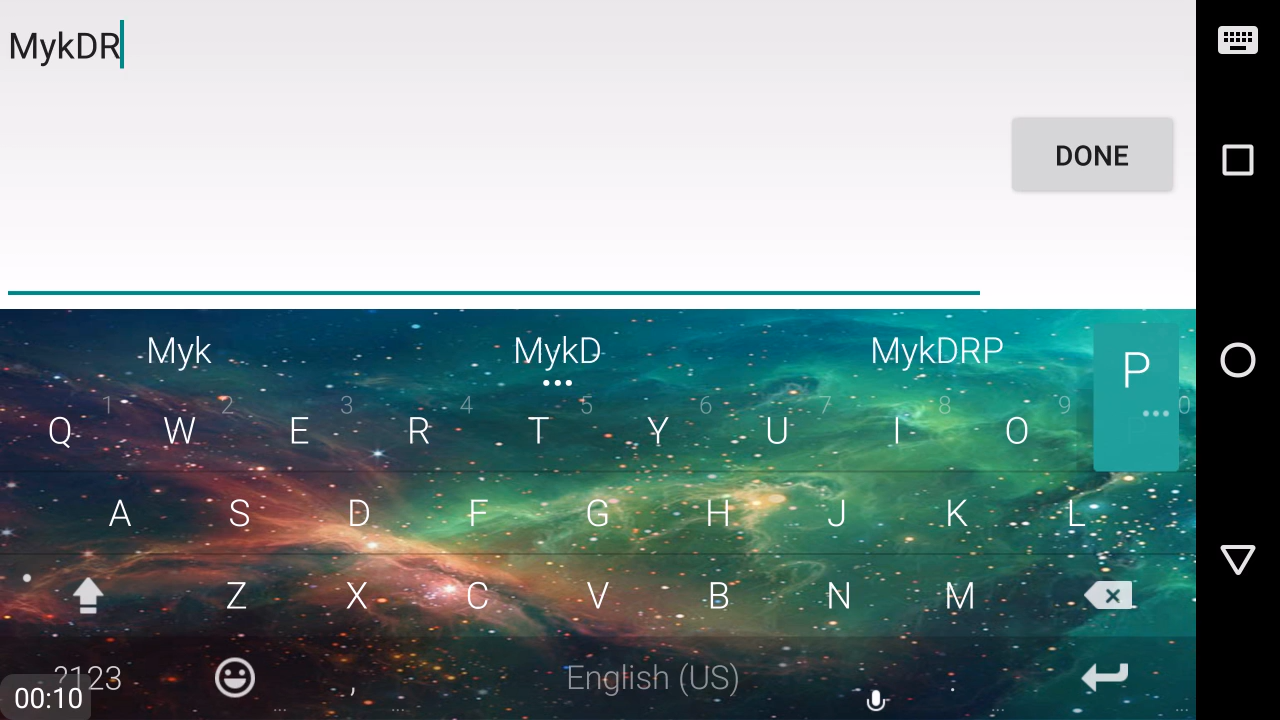 MykDR
DONE
Myk MykD MykDRP
1 2 3 4 5 6 7 8 9 0
Q W E R T Y U I O P
A S D F G H J K L
Z X C V B N M
?123 , English (US) .
00:10